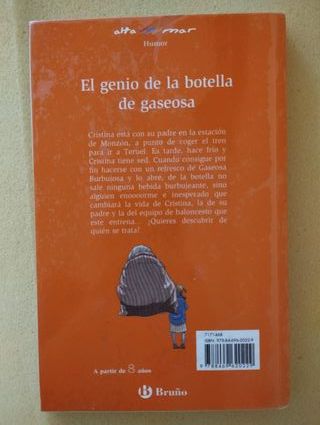 alta mar
Humor
El genio de la botella
de gaseosa
Cristina está con su padre en la estación
de Monzón, a punto de coger el tren
para ir a Teruel. Es tarde, hace frío y
Cristina tiene sed. Cuando consigue por
fin hacerse con un refresco de Gaseosa
Burbujosa y lo abre, de la botella no
sale ninguna bebida burbujeante, sino
alguien enooorme e inesperado que
cambiará la vida de Cristina, la de su
padre y la del equipo de baloncesto que
este entrena... ¡Quieres descubrir de
quién se trata!
7171468
A partir de 8 años
Bruño